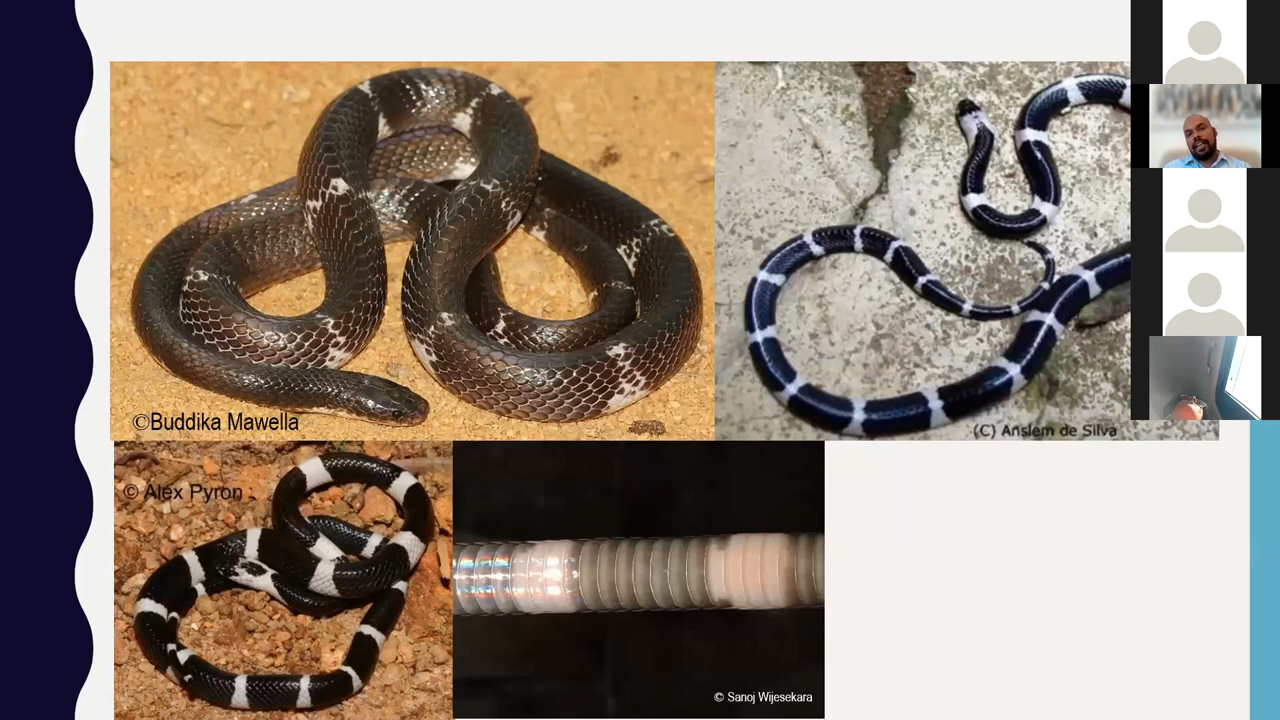 ©Buddika Mawella
(C) Anslem de Silva
© Alex Pyron
© Sanoj Wijesekara